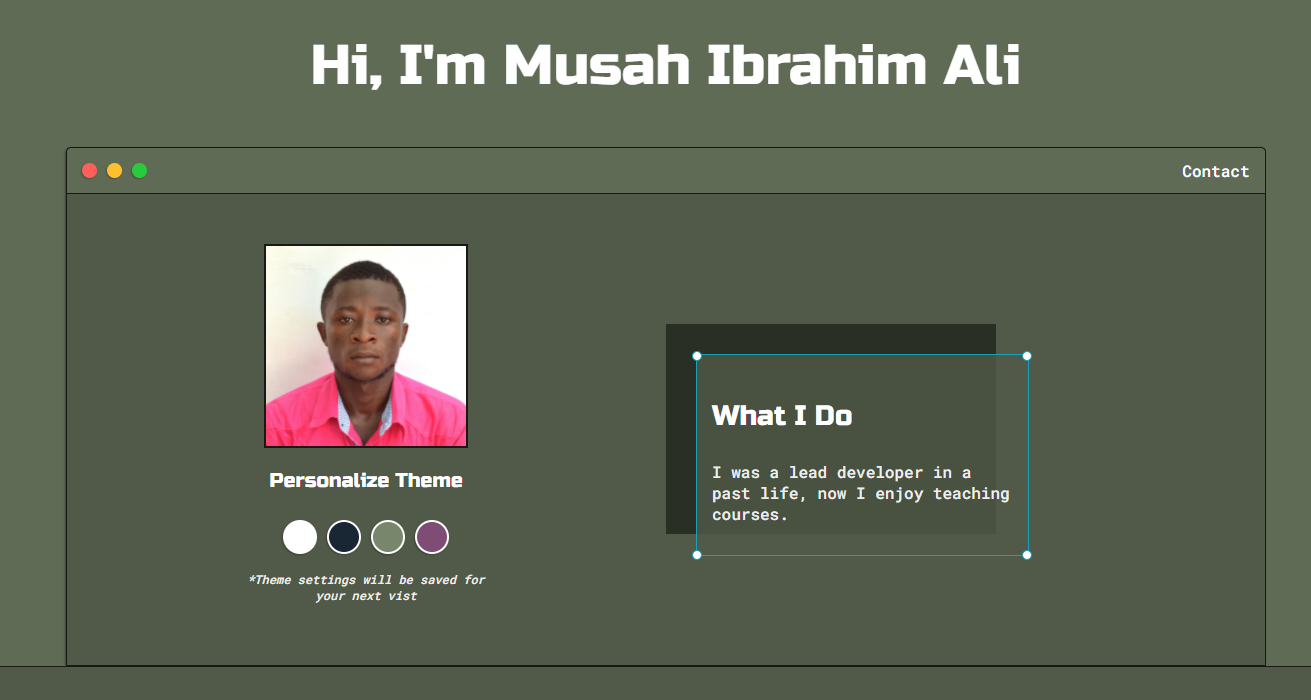 Hi, I'm Musah Ibrahim Ali
Contact
Personalize Theme
*Theme settings will be saved for
your next vist
What I Do
I was a lead developer in a
past life, now I enjoy teaching
courses.